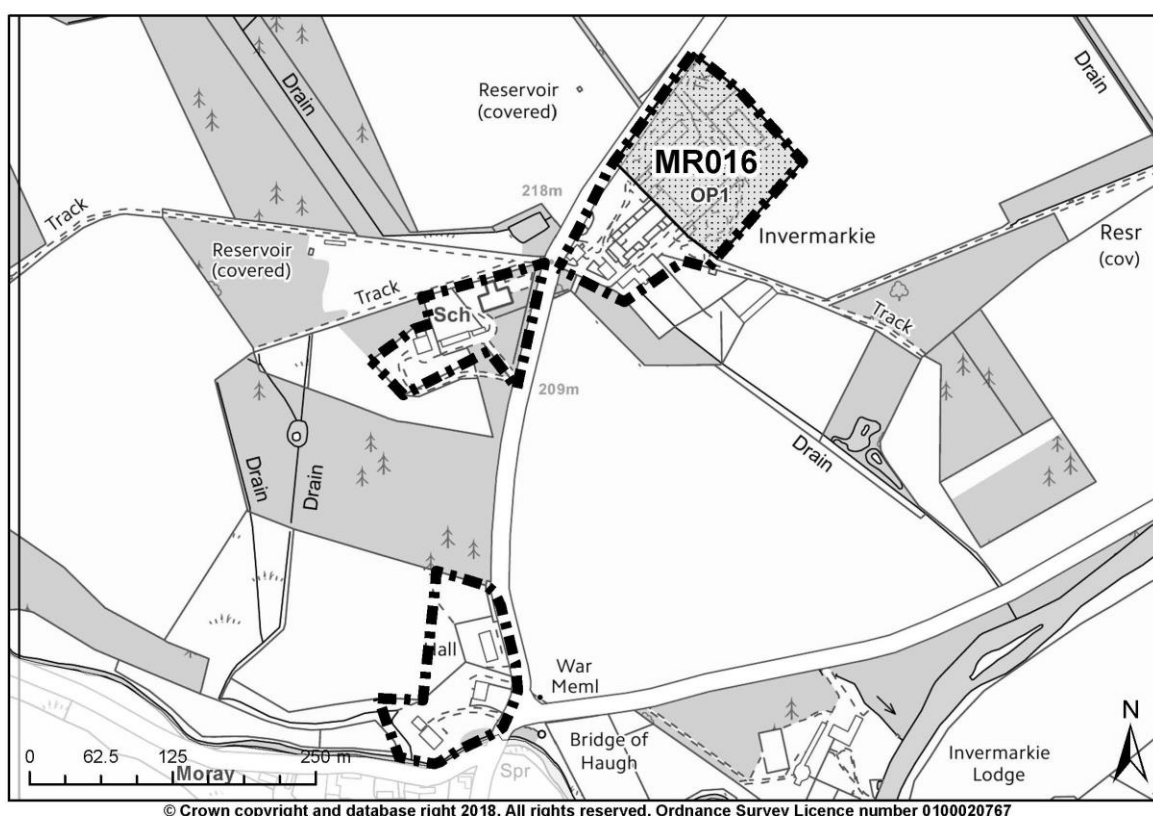 Drain
Drain
Reservoir
(covered)
MR016
OP1
218m
Track
Invermarkie
Resr
(cov)
Reservoir
(covered)
Track
Sch
Track
209m
Drain
Drain
Drain
War
Meml
Bridge of
Haugh
Invermarkie
Lodge
N
0 62.5 125 250 m
Moray
Spr
© Crown copyright and database right 2018. All rights reserved. Ordnance Survey Licence number 0100020767